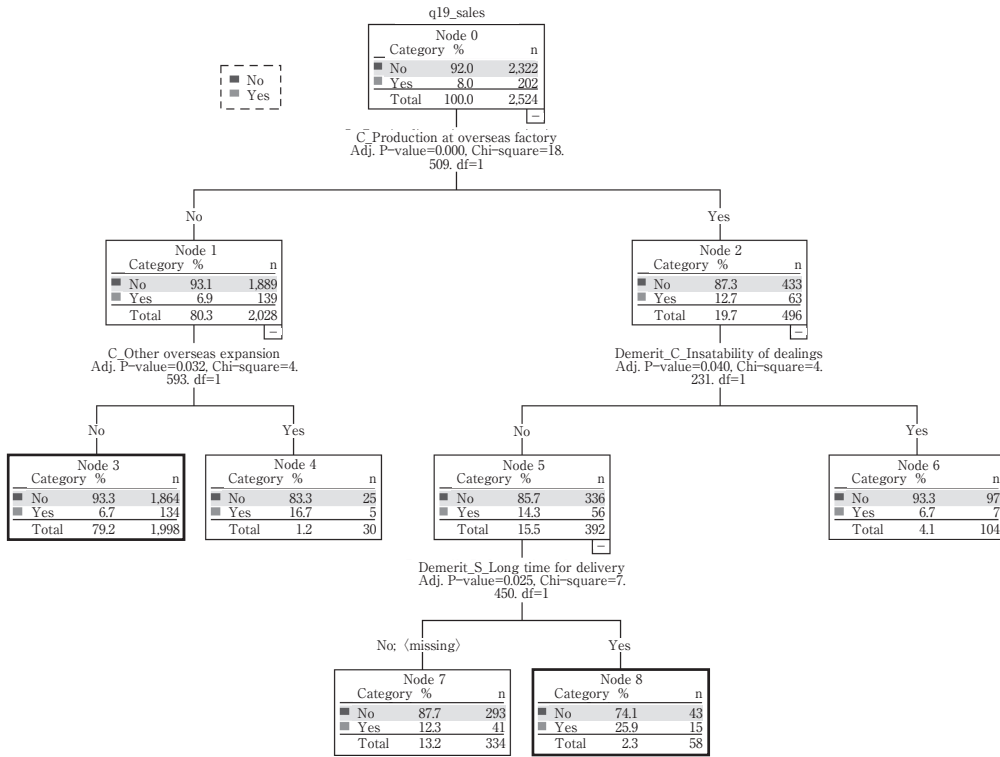 q19_sales
No
Yes
Node 0
Category % n
No 92.0 2,322
Yes 8.0 202
Total 100.0 2,524
C_Production at overseas factory
Adj. P-value=0.000, Chi-square=18.
509. df=1
No
Yes
Node 1
Category % n
No 93.1 1,889
Yes 6.9 139
Total 80.3 2,028
Node 2
Category % n
No 87.3 433
Yes 12.7 63
Total 19.7 496
C_Other overseas expansion
Adj. P-value=0.032, Chi-square=4.
593. df=1
Demerit_C_Insatability of dealings
Adj. P-value=0.040, Chi-square=4.
231. df=1
No
Yes
No
Yes
Node 3
Category % n
No 93.3 1,864
Yes 6.7 134
Total 79.2 1,998
Node 4
Category % n
No 83.3 25
Yes 16.7 5
Total 1.2 30
Node 5
Category % n
No 85.7 336
Yes 14.3 56
Total 15.5 392
Node 6
Category % n
No 93.3 97
Yes 6.7 7
Total 4.1 104
Demerit_S_Long time for delivery
Adj. P-value=0.025, Chi-square=7.
450. df=1
No; 〈missing〉
Yes
Node 7
Category % n
No 87.7 293
Yes 12.3 41
Total 13.2 334
Node 8
Category % n
No 74.1 43
Yes 25.9 15
Total 2.3 58